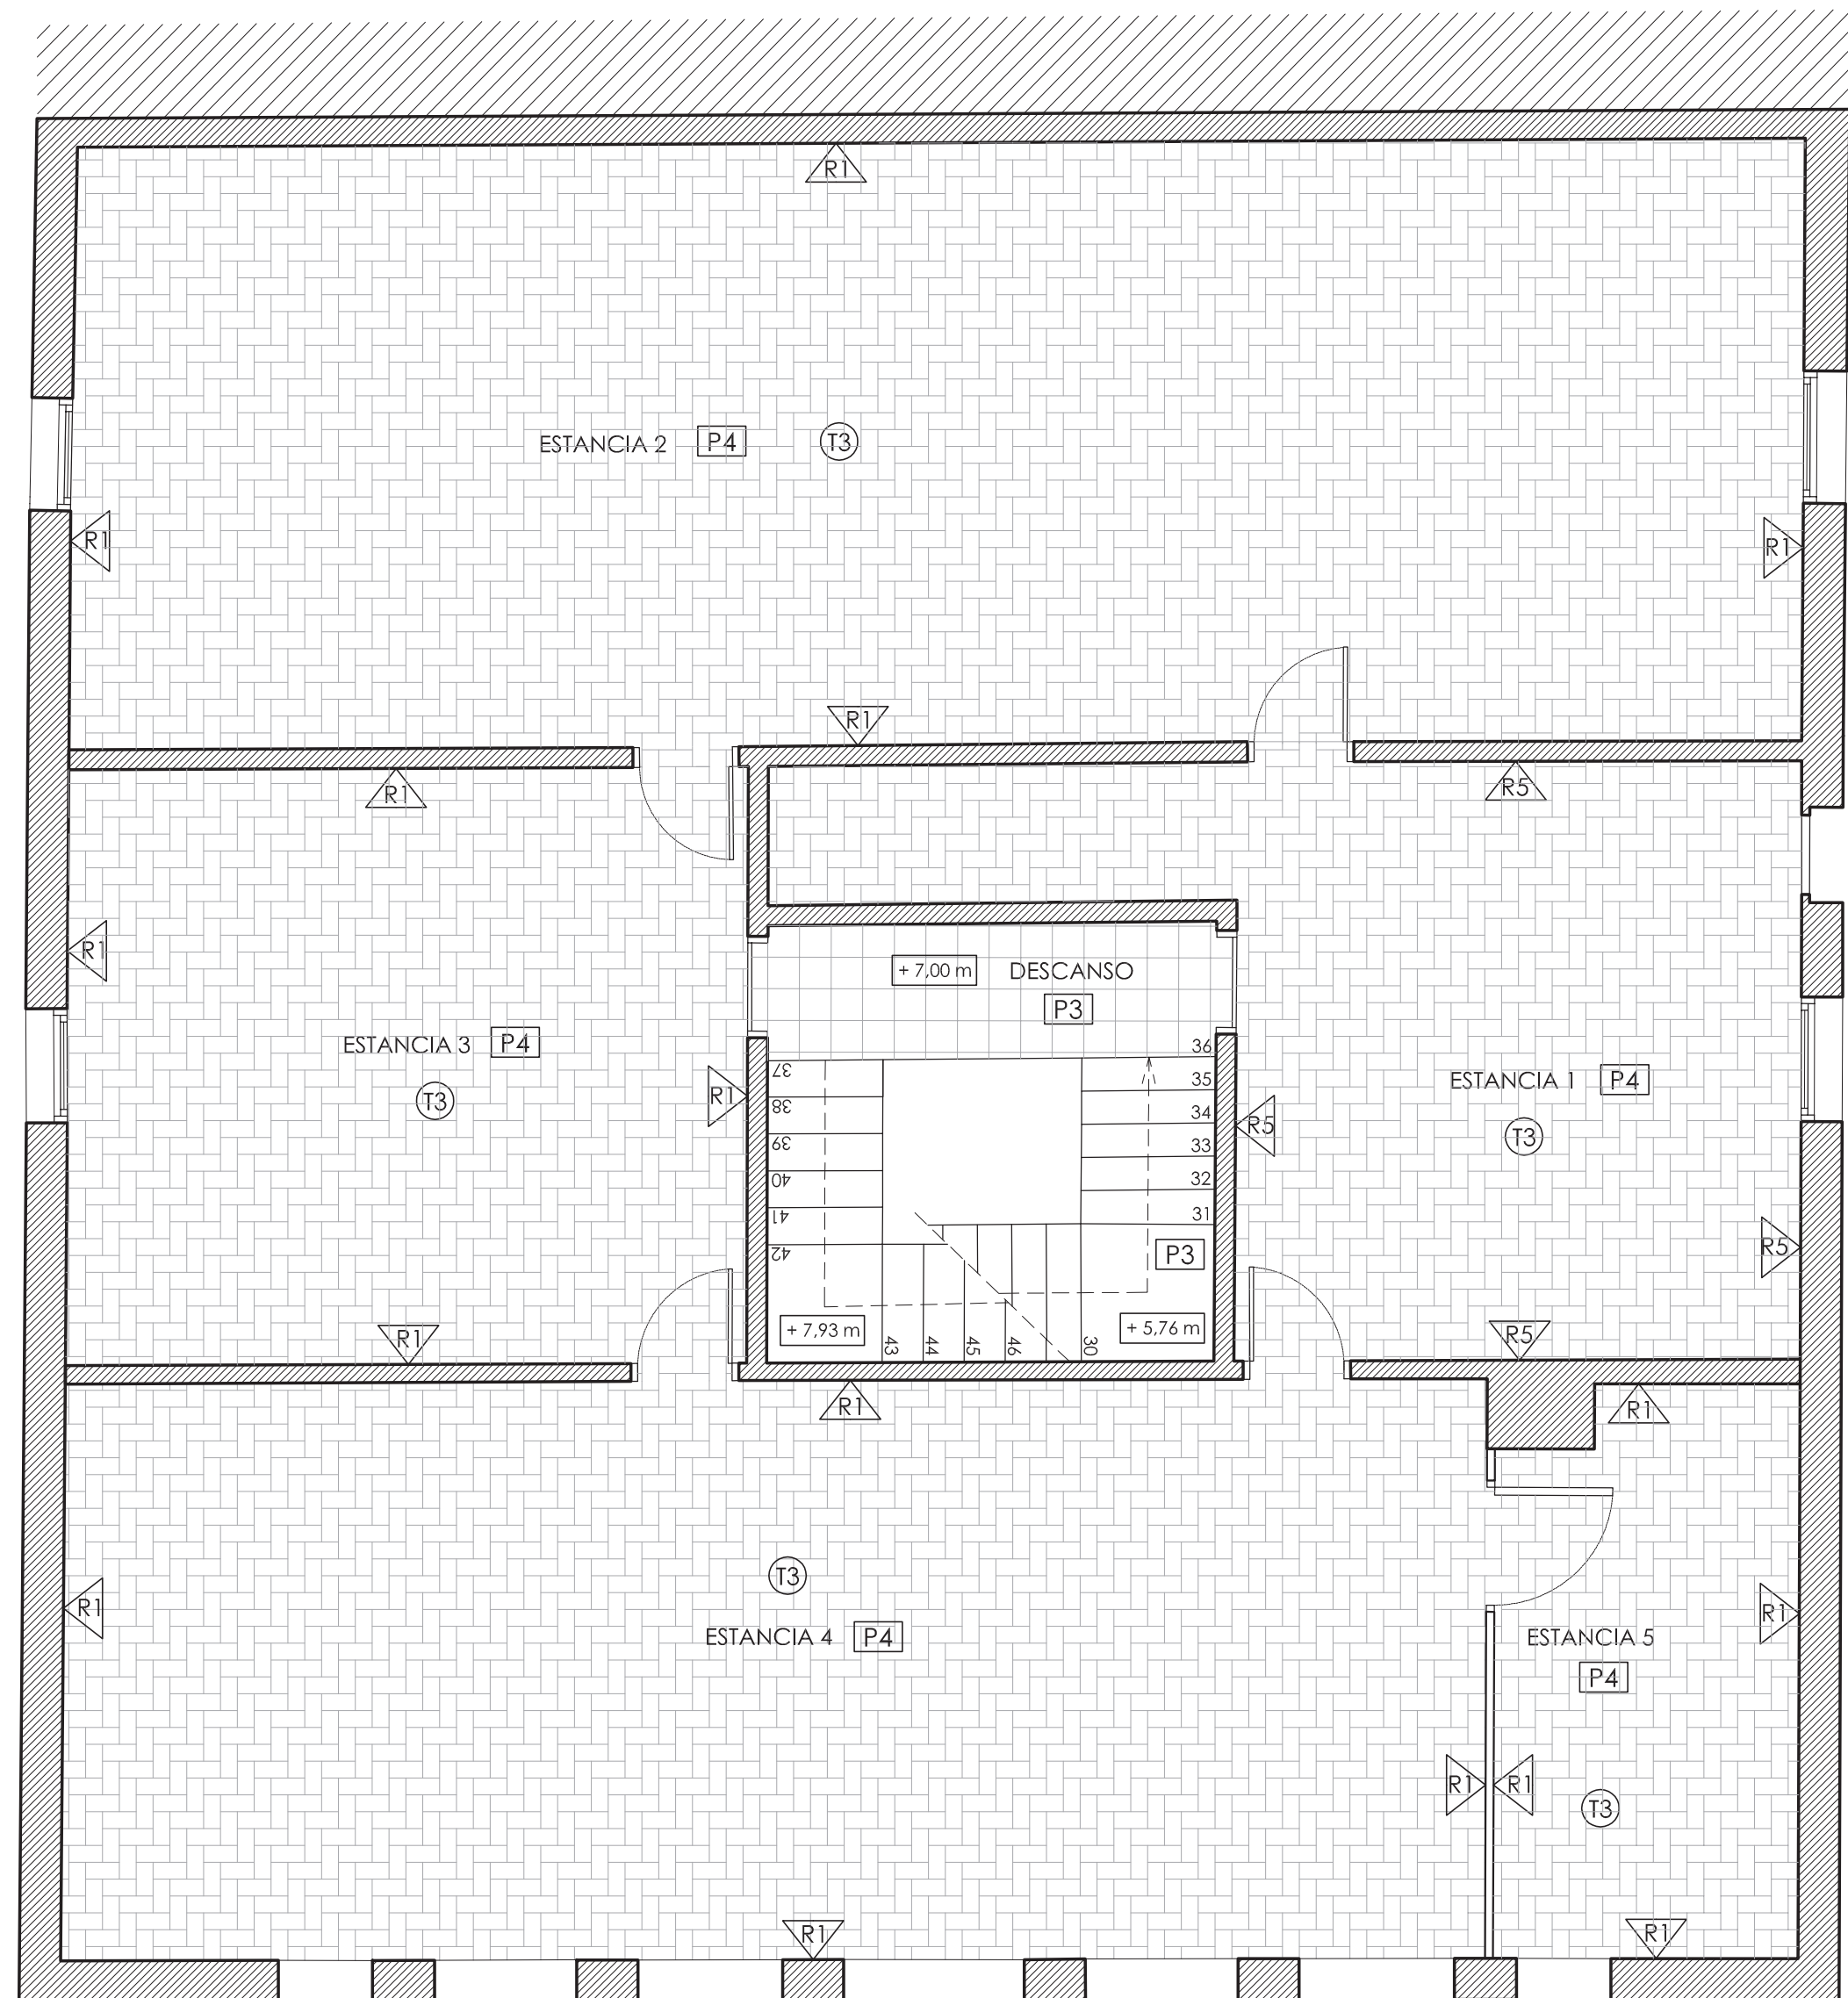 R1
ESTANCIA 2 P4 T3
R1 R1
R1
R1 R5
R1
+ 7,00 m DESCANSO
P3
ESTANCIA 3 P4
T3
R1
ESTANCIA 1 P4
T3
R5
36
35
34
33
32
31
37
38
39
40
41
42
P3
R5
+ 7,93 m
+ 5,76 m
43 44 45 46 30
R1 R5
R1 R1
T3
R1 R1
ESTANCIA 4 P4
ESTANCIA 5
P4
R1 R1
T3
R1 R1